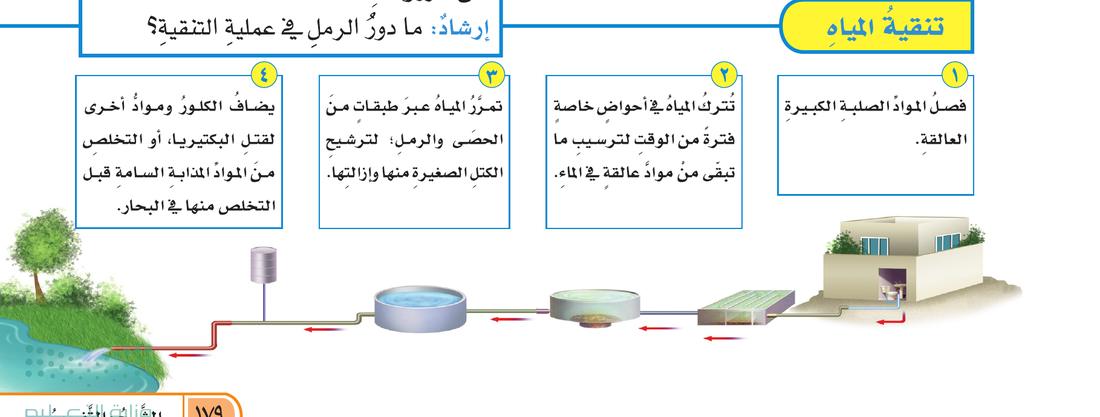 تنقيةُ المياهِ
إرشادٌ: ما دورُ الرملِ في عمليةِ التنقيةِ؟
١
فصلُ الموادِّ الصلبةِ الكبيرةِ
العالقةِ.
٢
تُتركُ المياهُ في أحواضٍ خاصةٍ
فترةً من الوقتِ لترسيبِ ما
تبقَى منْ موادَّ عالقةٍ في الماءِ.
٣
تمرَّرُ المياهُ عبرَ طبقاتٍ منَ
الحصَى والرملِ؛ لترشيحِ
الكتلِ الصغيرةِ منها وإزالتِها.
٤
يضافُ الكلورُ وموادُّ أخرى
لقتلِ البكتيريا، أو التخلصِ
منَ الموادِّ المذابةِ السامةِ قبلَ
التخلصِ منها في البحار.
١٧٩
وزارة التعليم